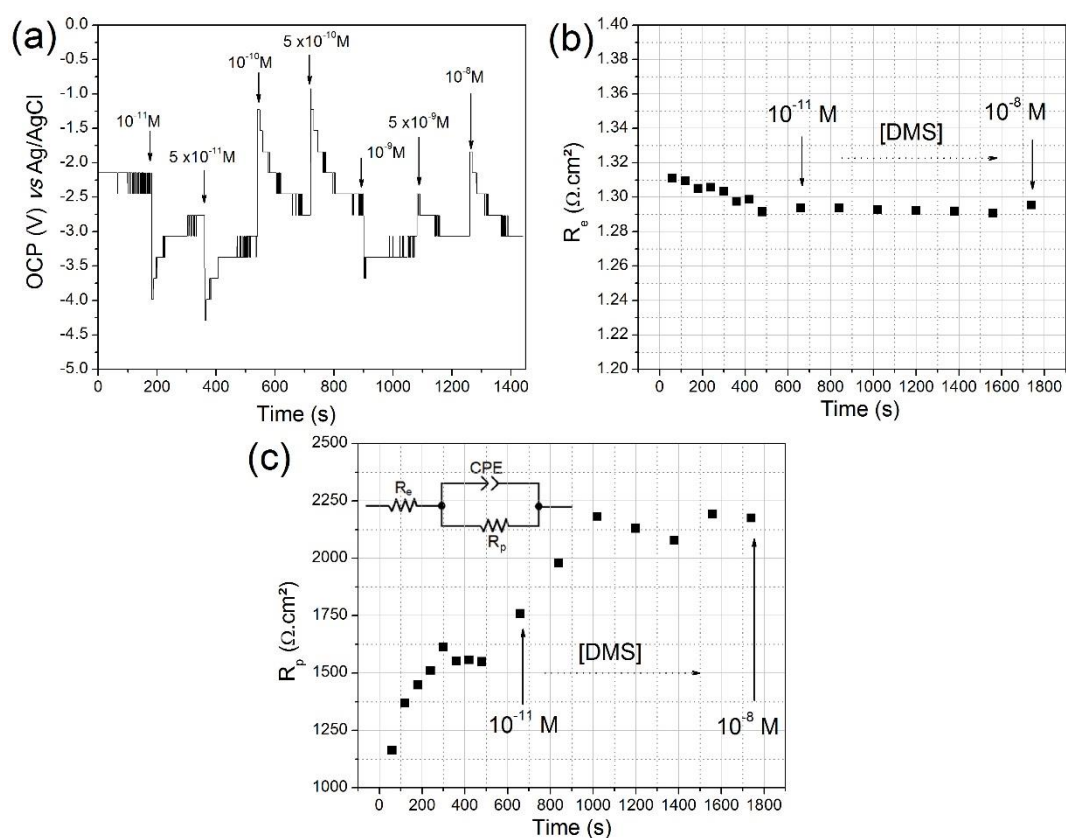 (a)
OCP (V) vs Ag/AgCl
0.0
-0.5
-1.0
-1.5
-2.0
-2.5
-3.0
-3.5
-4.0
-4.5
-5.0
10⁻¹¹M
5 x10⁻¹¹M
10⁻¹⁰M
5 x10⁻¹⁰M
10⁻⁹M
5 x10⁻⁹M
10⁻⁸M
0 200 400 600 800 1000 1200 1400
Time (s)
(b)
Rₑ (Ω.cm²)
1.40
1.38
1.36
1.34
1.32
1.30
1.28
1.26
1.24
1.22
1.20
10⁻¹¹ M
[DMS]
10⁻⁸ M
0 200 400 600 800 1000 1200 1400 1600 1800
Time (s)
(c)
Rₚ (Ω.cm²)
2500
2250
2000
1750
1500
1250
1000
CPE
Rₑ
Rₚ
[DMS]
10⁻¹¹ M
10⁻⁸ M
0 200 400 600 800 1000 1200 1400 1600 1800
Time (s)